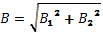 B = √(B₁² + B₂²)